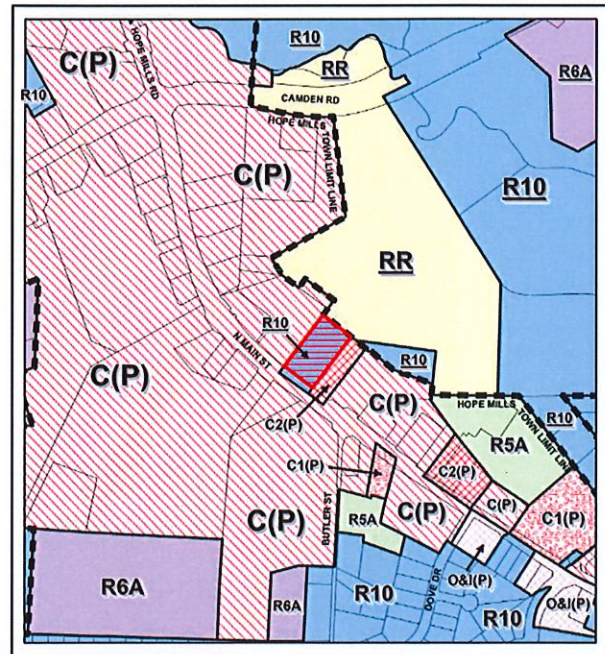 R10
C(P)
HOPE MILLS RD
RR
R6A
R10
CAMDEN RD
HOPE MILLS
TOWN LIMIT LINE
C(P)
R10
RR
R10
N MAIN ST
R10
C(P)
C2(P)
C(P)
HOPE MILLS
TOWN LIMIT LINE
R10
R5A
C1(P)
C2(P)
C(P)
C1(P)
C(P)
BUTLER ST
R5A
C(P)
O&I(P)
R6A
R6A
R10
DOVE DR
R10
O&I(P)